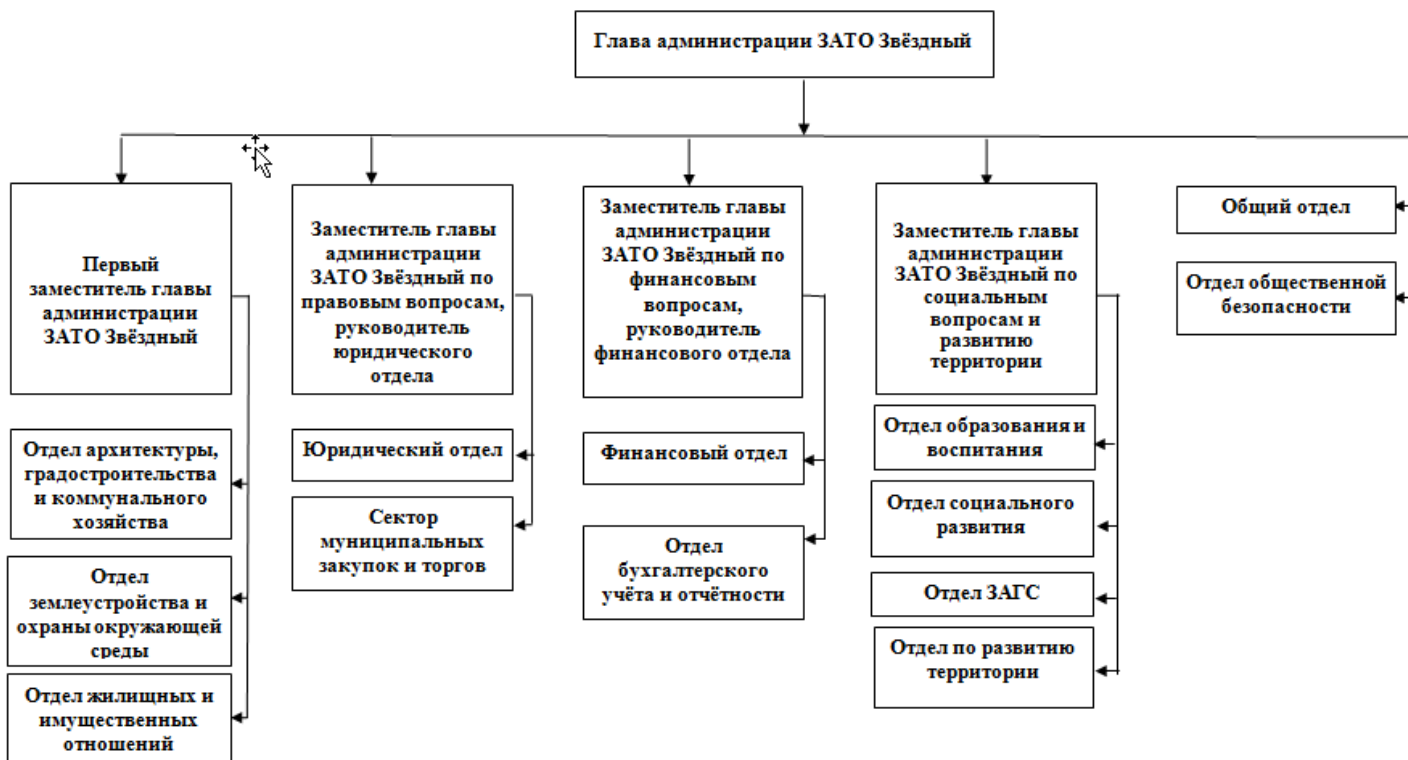 Глава администрации ЗАТО Звёздный
Первый
заместитель главы
администрации
ЗАТО Звёздный
Отдел архитектуры,
градостроительства
и коммунального
хозяйства
Отдел
землеустройства и
охраны окружающей
среды
Отдел жилищных и
имущественных
отношений
Заместитель главы
администрации
ЗАТО Звёздный по
правовым вопросам,
руководитель
юридического
отдела
Юридический отдел
Сектор
муниципальных
закупок и торгов
Заместитель главы
администрации
ЗАТО Звёздный по
финансовым
вопросам,
руководитель
финансового отдела
Финансовый отдел
Отдел
бухгалтерского
учёта и отчётности
Заместитель главы
администрации
ЗАТО Звёздный по
социальным
вопросам и
развитию
территории
Отдел образования и
воспитания
Отдел социального
развития
Отдел ЗАГС
Отдел по развитию
территории
Общий отдел
Отдел общественной
безопасности